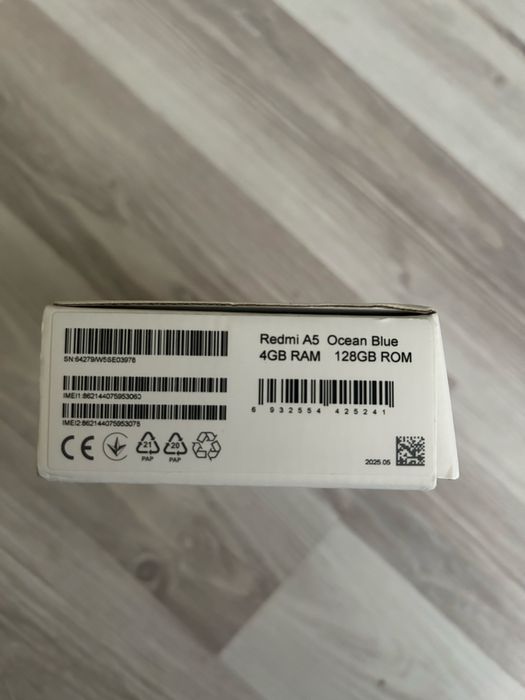 Redmi A5 Ocean Blue
4GB RAM 128GB ROM
SN:64279/W5SE03976
IMEI1:862144075953060
IMEI2:862144075953078
6 932554 425241
CE
21
PAP
20
PAP
2025.05